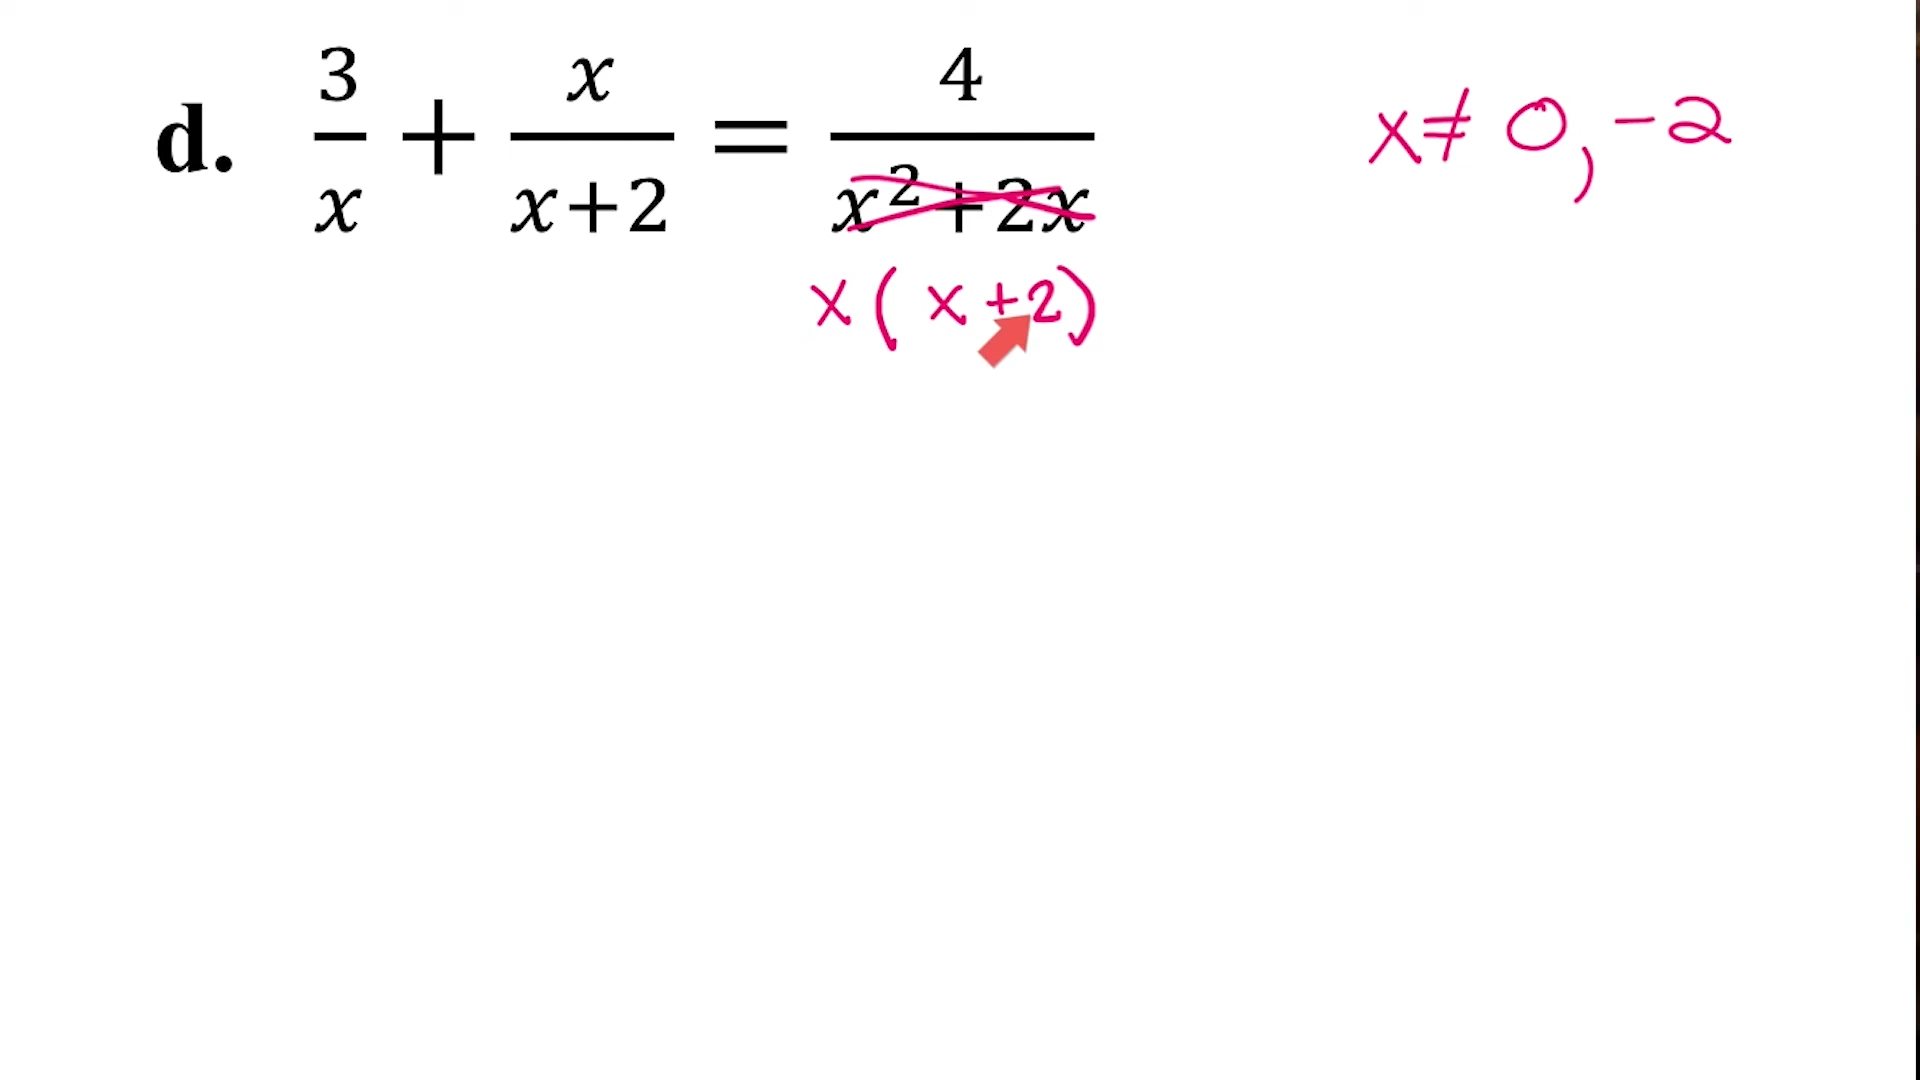 d. 3/x + x/(x+2) = 4/(x²+2x) x ≠ 0, -2
x(x+2)